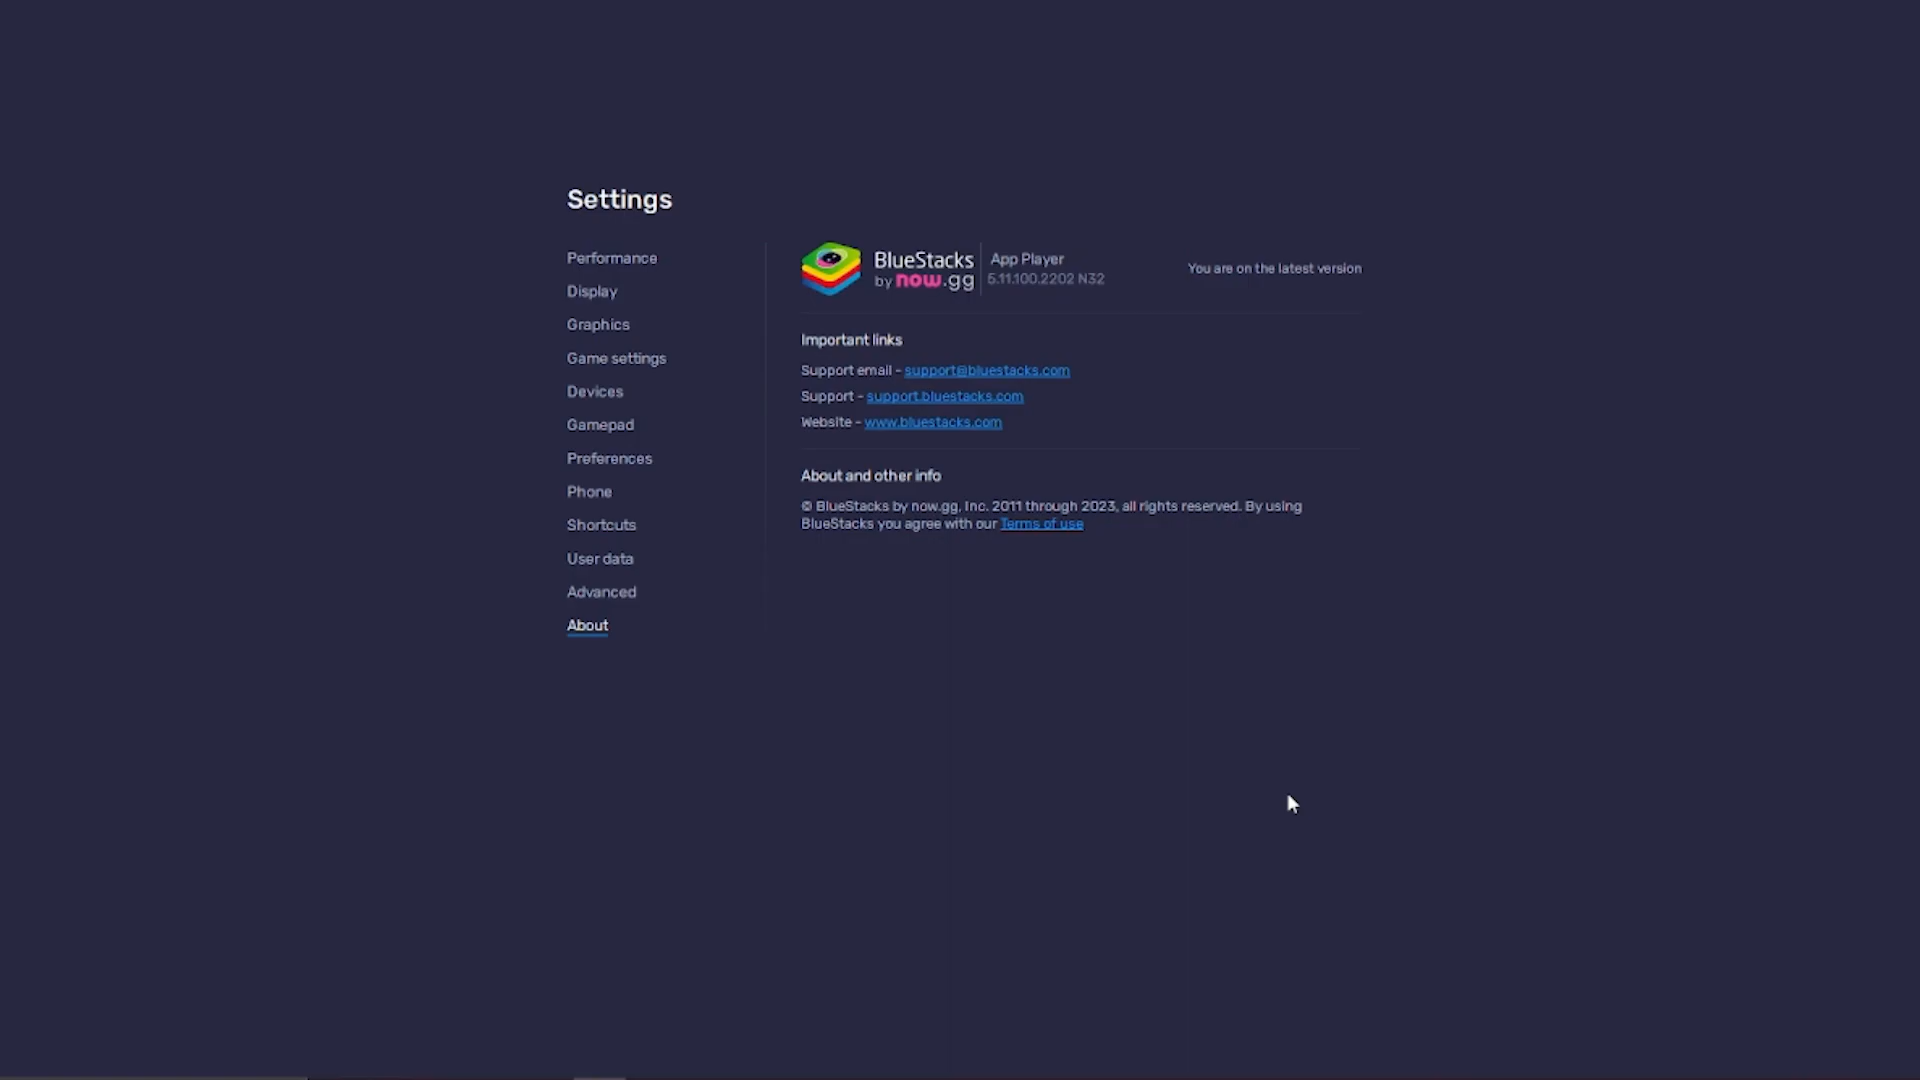 Settings
Performance
Display
Graphics
Game settings
Devices
Gamepad
Preferences
Phone
Shortcuts
User data
Advanced
About
BlueStacks
by now.gg
App Player
5.11.100.2202 N32
You are on the latest version
Important links
Support email - support@bluestacks.com
Support - support.bluestacks.com
Website - www.bluestacks.com
About and other info
© BlueStacks by now.gg, Inc. 2011 through 2023, all rights reserved. By using
BlueStacks you agree with our Terms of use